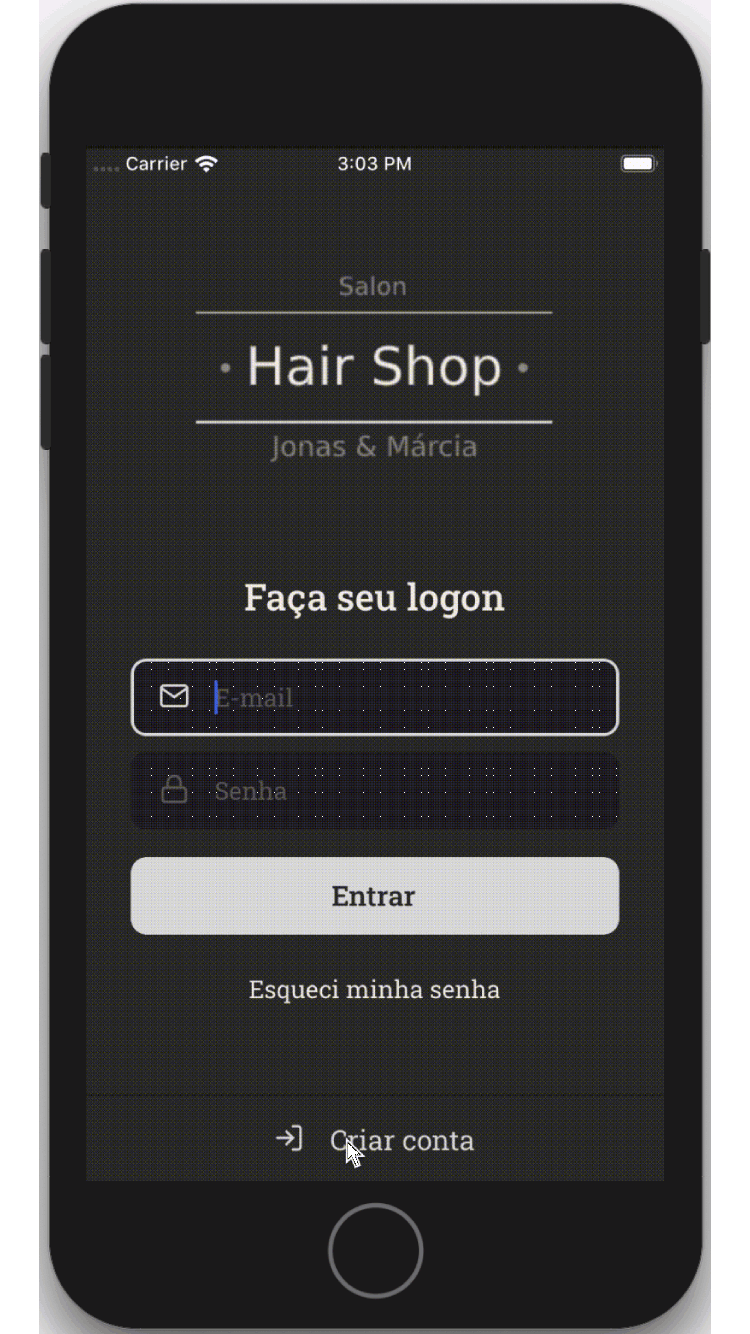 Carrier 3:03 PM
Salon
• Hair Shop •
Jonas & Márcia
Faça seu logon
E-mail
Senha
Entrar
Esqueci minha senha
Criar conta